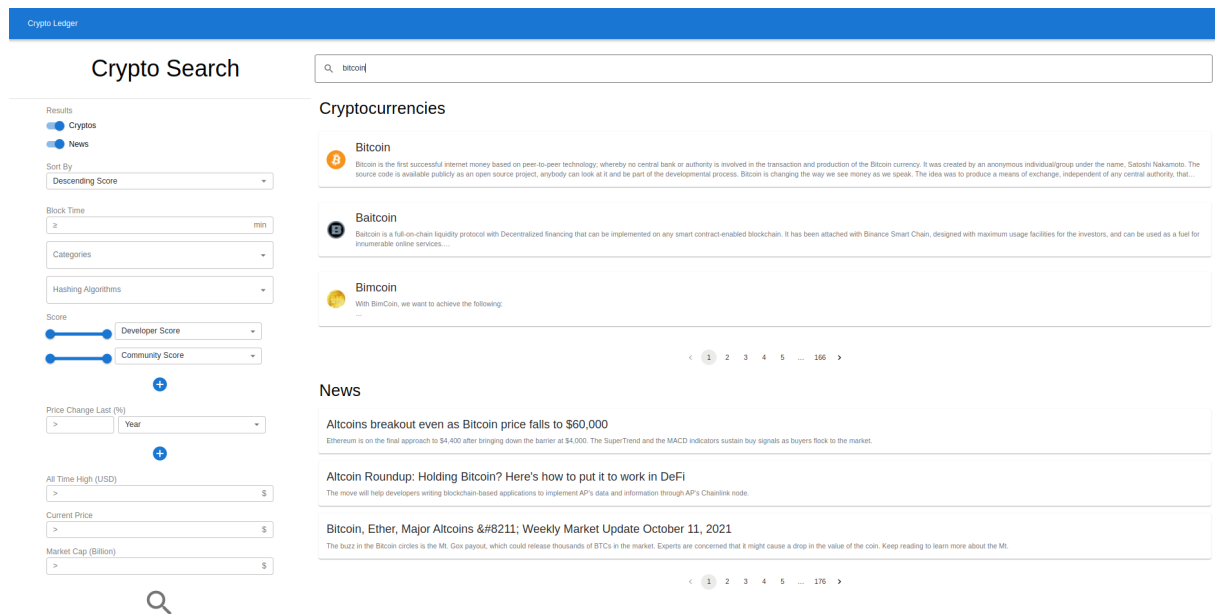 Crypto Ledger
Crypto Search
bitcoin
Results
Cryptos
News
Sort By
Descending Score
Block Time
≥ min
Categories
Hashing Algorithms
Score
Developer Score
Community Score
Price Change Last (%)
> Year
All Time High (USD)
> $
Current Price
> $
Market Cap (Billion)
> $
Cryptocurrencies
Bitcoin
Bitcoin is the first successful internet money based on peer-to-peer technology; whereby no central bank or authority is involved in the transaction and production of the Bitcoin currency. It was created by an anonymous individual/group under the name, Satoshi Nakamoto. The
source code is available publicly as an open source project, anybody can look at it and be part of the developmental process. Bitcoin is changing the way we see money as we speak. The idea was to produce a means of exchange, independent of any central authority, that…
Baitcoin
Baitcoin is a full-on-chain liquidity protocol with Decentralized financing that can be implemented on any smart contract-enabled blockchain. It has been attached with Binance Smart Chain, designed with maximum usage facilities for the investors, and can be used as a fuel for
innumerable online services.…
Bimcoin
With BimCoin, we want to achieve the following:
…
‹ 1 2 3 4 5 … 166 ›
News
Altcoins breakout even as Bitcoin price falls to $60,000
Ethereum is on the final approach to $4,400 after bringing down the barrier at $4,000. The SuperTrend and the MACD indicators sustain buy signals as buyers flock to the market.
Altcoin Roundup: Holding Bitcoin? Here's how to put it to work in DeFi
The move will help developers writing blockchain-based applications to implement AP's data and information through AP's Chainlink node.
Bitcoin, Ether, Major Altcoins &#8211; Weekly Market Update October 11, 2021
The buzz in the Bitcoin circles is the Mt. Gox payout, which could release thousands of BTCs in the market. Experts are concerned that it might cause a drop in the value of the coin. Keep reading to learn more about the Mt.
‹ 1 2 3 4 5 … 176 ›